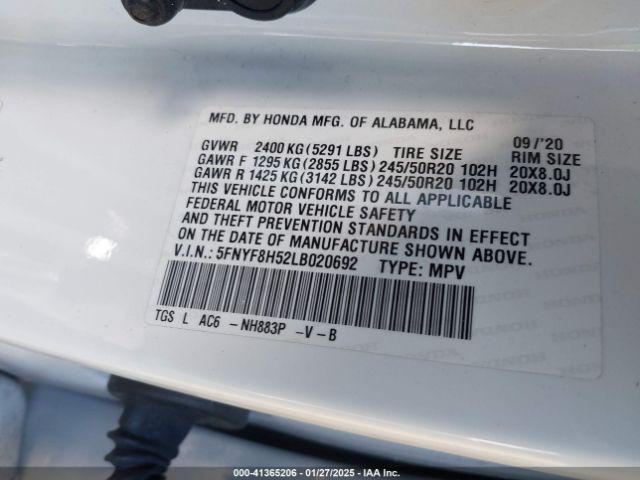 MFD. BY HONDA MFG. OF ALABAMA, LLC
09/'20
GVWR 2400 KG (5291 LBS) TIRE SIZE RIM SIZE
GAWR F 1295 KG (2855 LBS) 245/50R20 102H 20X8.0J
GAWR R 1425 KG (3142 LBS) 245/50R20 102H 20X8.0J
THIS VEHICLE CONFORMS TO ALL APPLICABLE
FEDERAL MOTOR VEHICLE SAFETY
AND THEFT PREVENTION STANDARDS IN EFFECT
ON THE DATE OF MANUFACTURE SHOWN ABOVE.
V.I.N.: 5FNYF8H52LB020692 TYPE: MPV
TGS L AC6 -NH883P -V-B
000-41365206 - 01/27/2025 - IAA Inc.